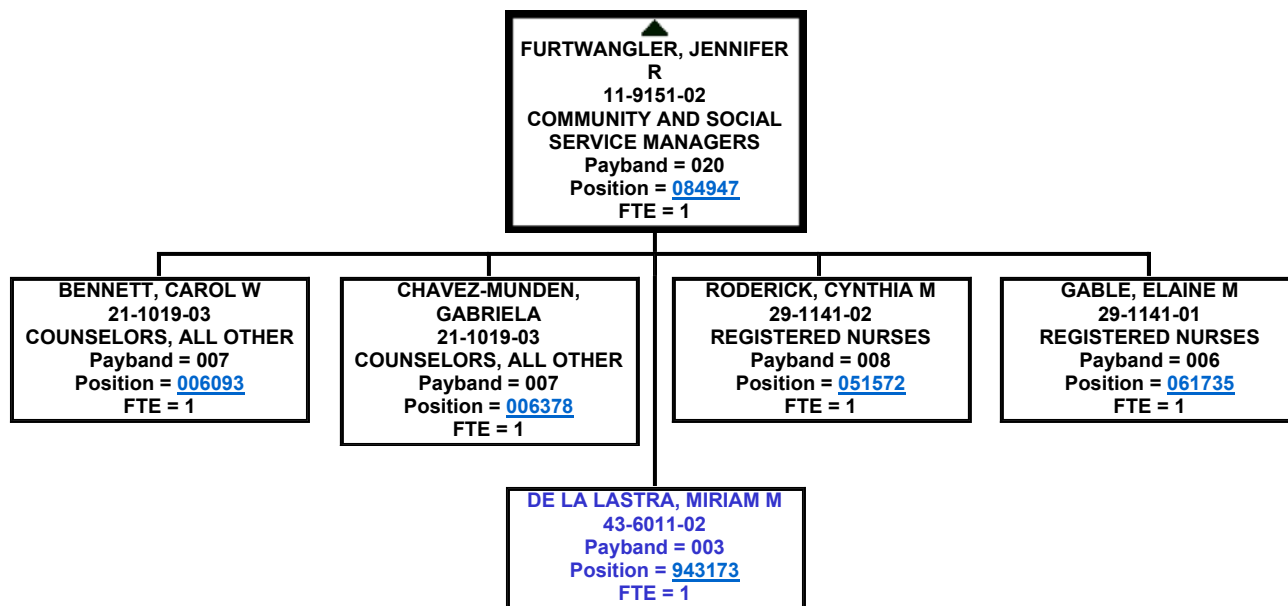 FURTWANGLER, JENNIFER
R
11-9151-02
COMMUNITY AND SOCIAL
SERVICE MANAGERS
Payband = 020
Position = 084947
FTE = 1
BENNETT, CAROL W
21-1019-03
COUNSELORS, ALL OTHER
Payband = 007
Position = 006093
FTE = 1
CHAVEZ-MUNDEN,
GABRIELA
21-1019-03
COUNSELORS, ALL OTHER
Payband = 007
Position = 006378
FTE = 1
RODERICK, CYNTHIA M
29-1141-02
REGISTERED NURSES
Payband = 008
Position = 051572
FTE = 1
GABLE, ELAINE M
29-1141-01
REGISTERED NURSES
Payband = 006
Position = 061735
FTE = 1
DE LA LASTRA, MIRIAM M
43-6011-02
Payband = 003
Position = 943173
FTE = 1